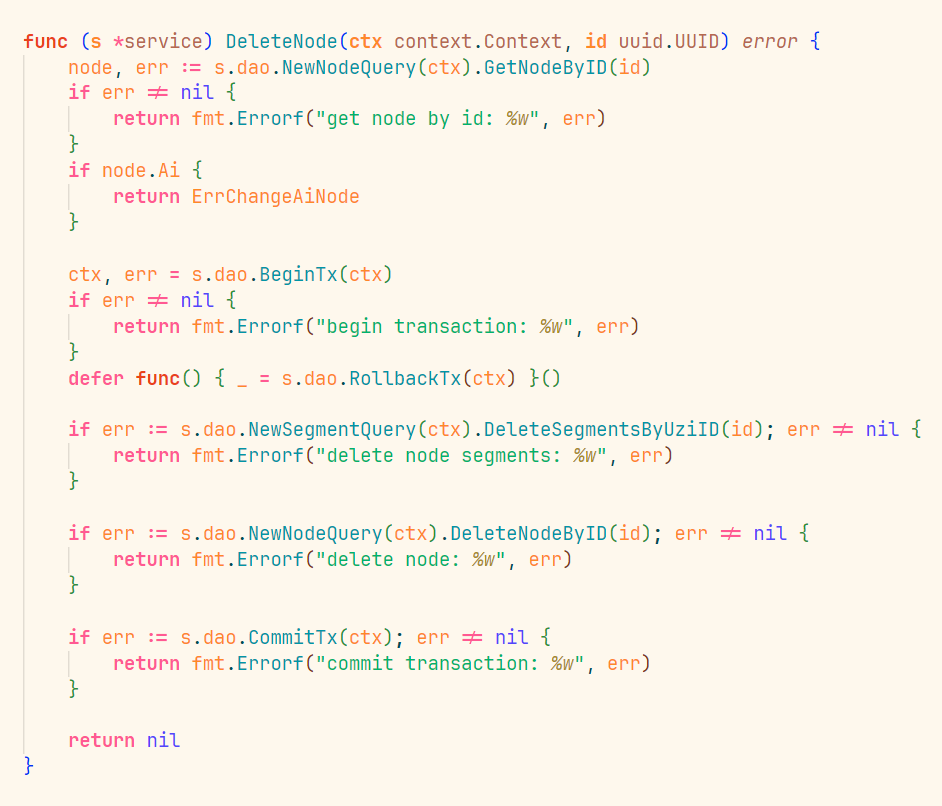 func (s *service) DeleteNode(ctx context.Context, id uuid.UUID) error {
    node, err := s.dao.NewNodeQuery(ctx).GetNodeByID(id)
    if err != nil {
        return fmt.Errorf("get node by id: %w", err)
    }
    if node.Ai {
        return ErrChangeAiNode
    }

    ctx, err = s.dao.BeginTx(ctx)
    if err != nil {
        return fmt.Errorf("begin transaction: %w", err)
    }
    defer func() { _ = s.dao.RollbackTx(ctx) }()

    if err := s.dao.NewSegmentQuery(ctx).DeleteSegmentsByUziID(id); err != nil {
        return fmt.Errorf("delete node segments: %w", err)
    }

    if err := s.dao.NewNodeQuery(ctx).DeleteNodeByID(id); err != nil {
        return fmt.Errorf("delete node: %w", err)
    }

    if err := s.dao.CommitTx(ctx); err != nil {
        return fmt.Errorf("commit transaction: %w", err)
    }

    return nil
}